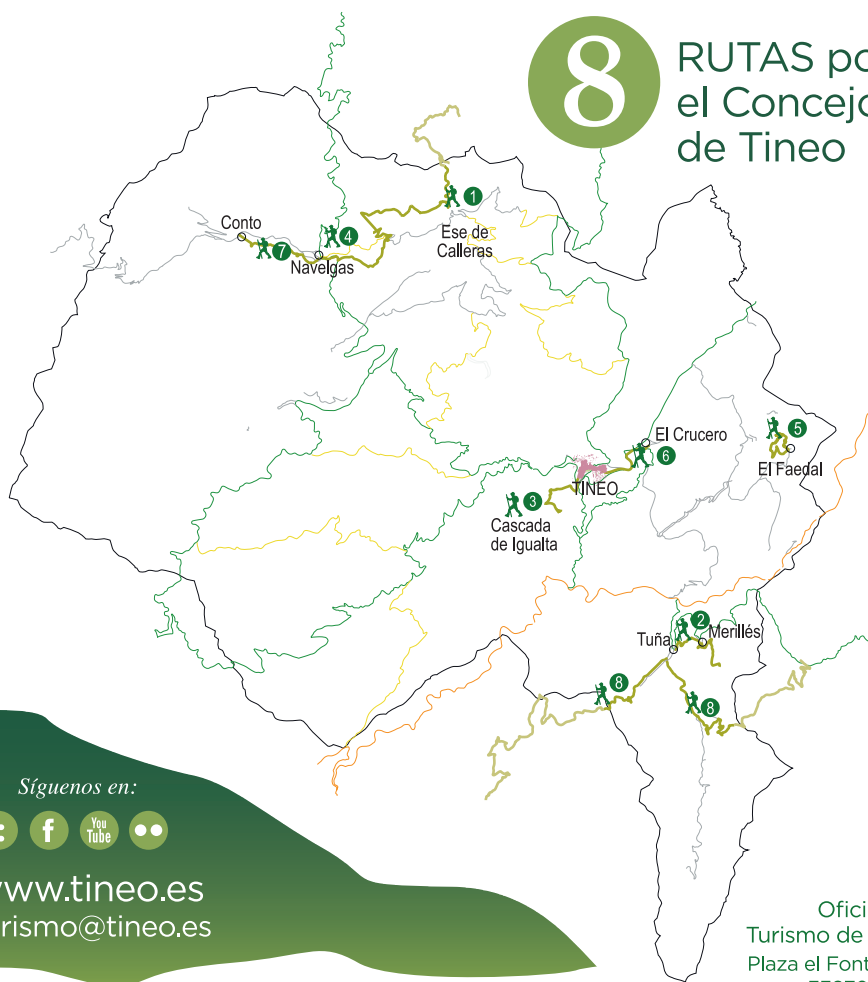 8
RUTAS po
el Concejo
de Tineo
1
Ese de
Calleras
Conto
7
4
Navelgas
El Crucero
6
5
El Faedal
TINEO
3
Cascada
de Igualta
2
Tuña
Merillés
8
8
Síguenos en:
f
You
Tube
www.tineo.es
rismo@tineo.es
Ofici
Turismo de
Plaza el Font